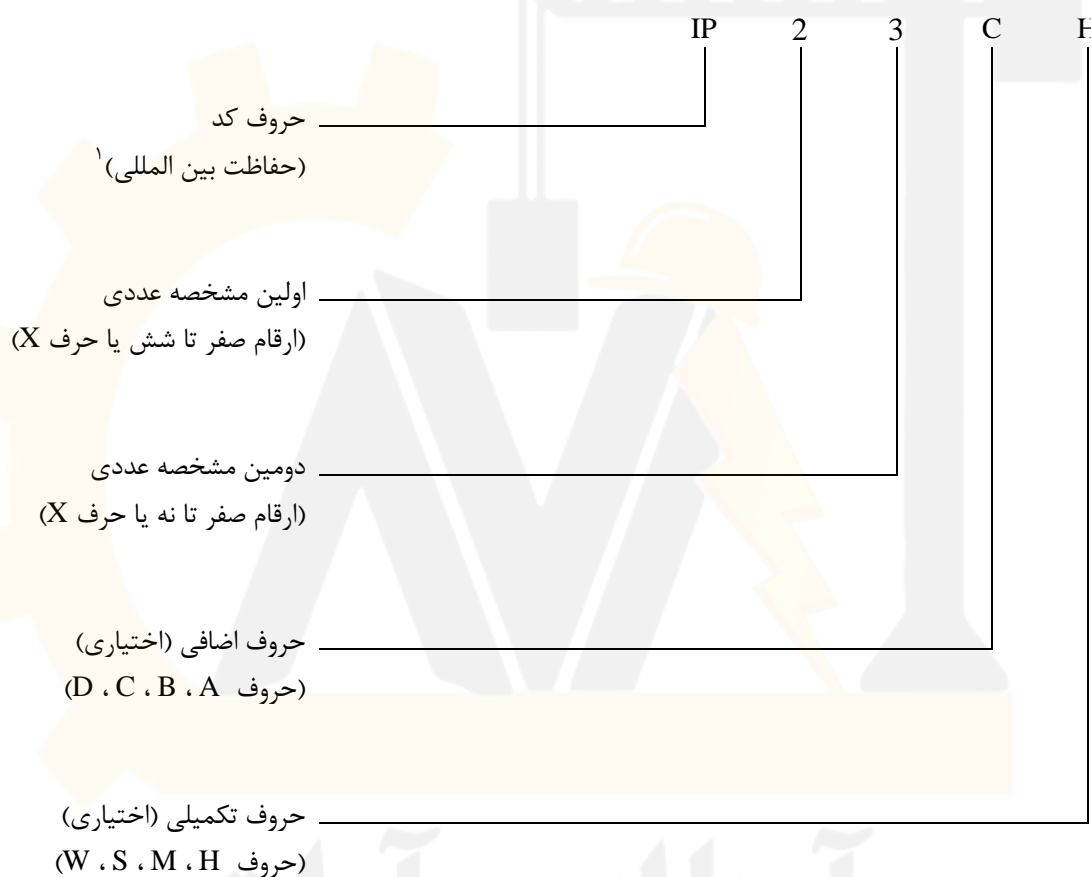 IP 2 3 C H
حروف کد
(حفاظت بین المللی)۱
اولین مشخصه عددی
(ارقام صفر تا شش یا حرف X)
دومین مشخصه عددی
(ارقام صفر تا نه یا حرف X)
حروف اضافی (اختیاری)
(حروف A ، B ، C ، D)
حروف تکمیلی (اختیاری)
(حروف H ، M ، S ، W)